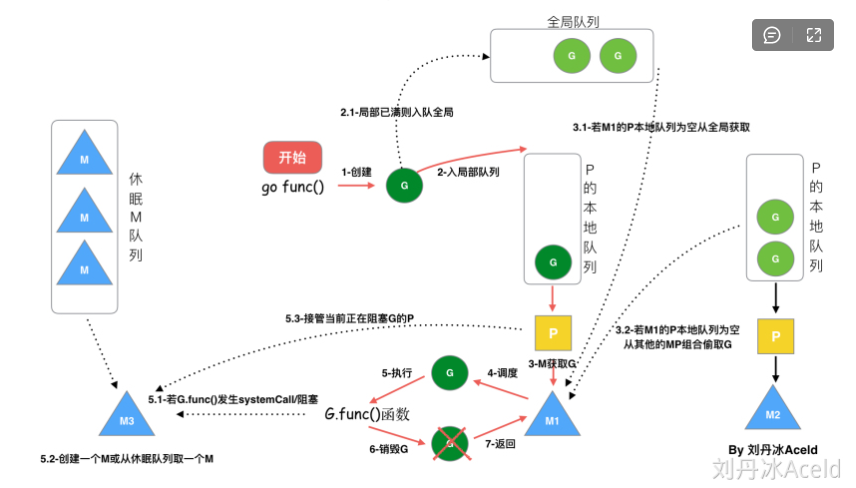 全局队列
G
G
2.1-局部已满则入队全局
3.1-若M1的P本地队列为空从全局获取
开始
go func()
1-创建
G
2-入局部队列
M
M
M
休眠M队列
G
P的本地队列
G
G
P的本地队列
5.3-接管当前正在阻塞G的P
P
3.2-若M1的P本地队列为空
从其他的MP组合偷取G
P
3-M获取G
5-执行
G
4-调度
5.1-若G.func()发生systemCall/阻塞
M3
G.func()函数
M1
M2
6-销毁G
G
7-返回
5.2-创建一个M或从休眠队列取一个M
By 刘丹冰Aceld
刘丹冰Aceld